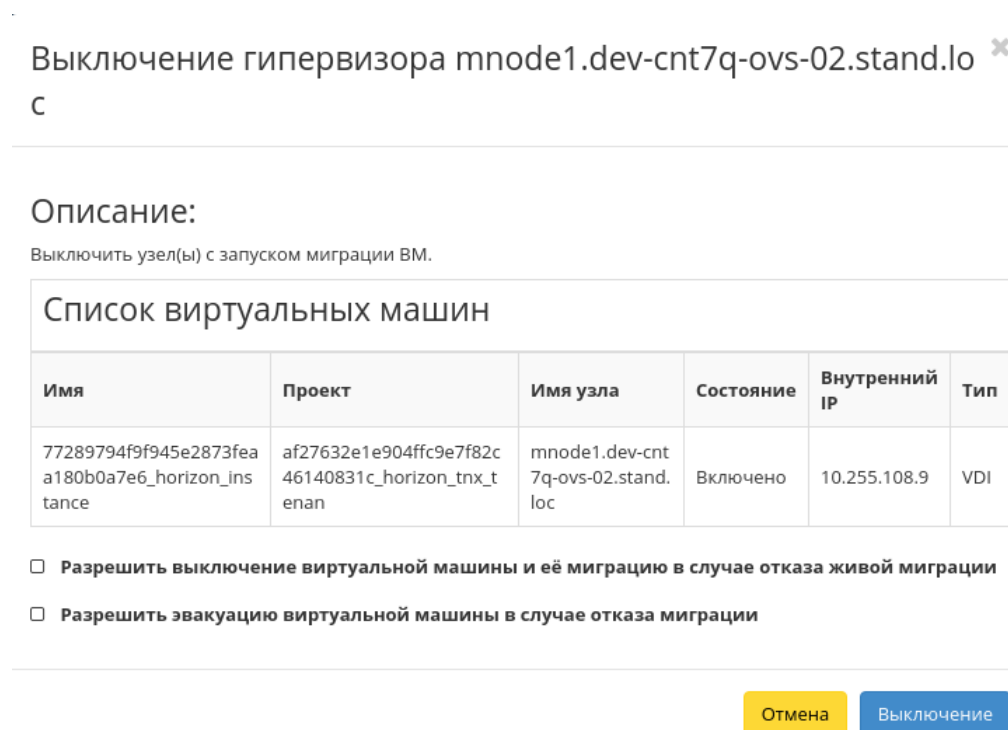 Выключение гипервизора mnode1.dev-cnt7q-ovs-02.stand.lo
c
Описание:
Выключить узел(ы) с запуском миграции ВМ.
Список виртуальных машин
Имя Проект Имя узла Состояние Внутренний IP Тип
77289794f9f945e2873fea af27632e1e904ffc9e7f82c mnode1.dev-cnt
a180b0a7e6_horizon_ins 46140831c_horizon_tnx_t 7q-ovs-02.stand. Включено 10.255.108.9 VDI
tance enan loc
Разрешить выключение виртуальной машины и её миграцию в случае отказа живой миграции
Разрешить эвакуацию виртуальной машины в случае отказа миграции
Отмена Выключение